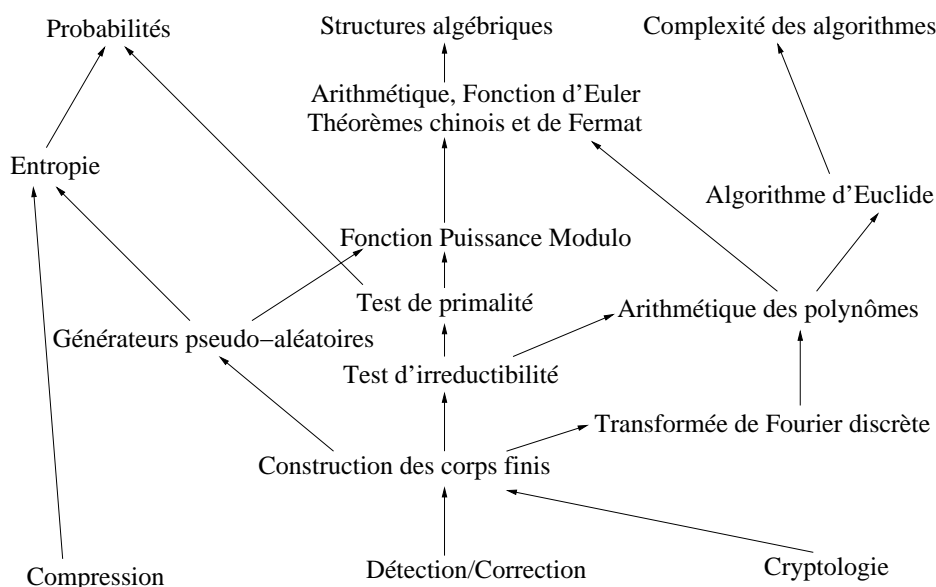 Probabilités
Structures algébriques
Complexité des algorithmes
Arithmétique, Fonction d'Euler
Théorèmes chinois et de Fermat
Entropie
Algorithme d'Euclide
Fonction Puissance Modulo
Test de primalité
Arithmétique des polynômes
Générateurs pseudo−aléatoires
Test d'irreductibilité
Transformée de Fourier discrète
Construction des corps finis
Compression
Détection/Correction
Cryptologie